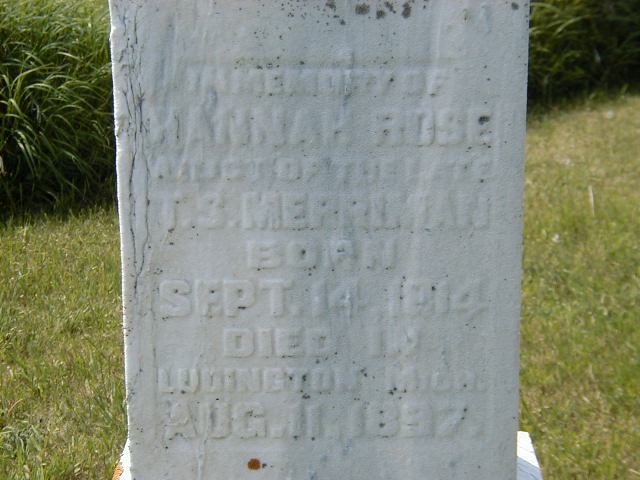 IN MEMORY OF
HANNAH ROSE
RELICT OF THE LATE
T.S. MERRIMAN
BORN
SEPT. 14. 1814
DIED IN
LUDINGTON MICH.
AUG. 11. 1897.